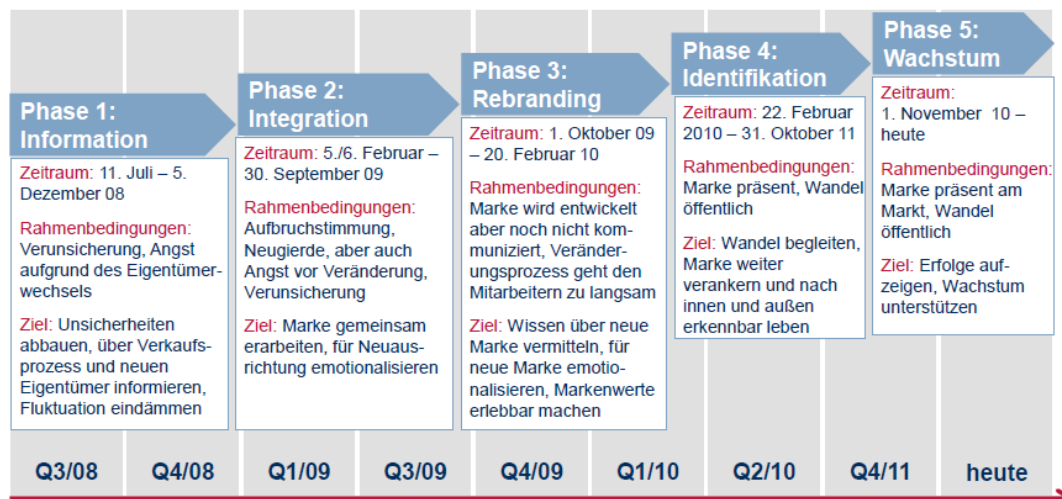 Phase 1:
Information
Zeitraum: 11. Juli – 5.
Dezember 08
Rahmenbedingungen:
Verunsicherung, Angst
aufgrund des Eigentümer-
wechsels
Ziel: Unsicherheiten
abbauen, über Verkaufs-
prozess und neuen
Eigentümer informieren,
Fluktuation eindämmen
Phase 2:
Integration
Zeitraum: 5./6. Februar –
30. September 09
Rahmenbedingungen:
Aufbruchstimmung,
Neugierde, aber auch
Angst vor Veränderung,
Verunsicherung
Ziel: Marke gemeinsam
erarbeiten, für Neuaus-
richtung emotionalisieren
Phase 3:
Rebranding
Zeitraum: 1. Oktober 09
– 20. Februar 10
Rahmenbedingungen:
Marke wird entwickelt
aber noch nicht kom-
muniziert, Veränder-
ungsprozess geht den
Mitarbeitern zu langsam
Ziel: Wissen über neue
Marke vermitteln, für
neue Marke emotio-
nalisieren, Markenwerte
erlebbar machen
Phase 4:
Identifikation
Zeitraum: 22. Februar
2010 – 31. Oktober 11
Rahmenbedingungen:
Marke präsent, Wandel
öffentlich
Ziel: Wandel begleiten,
Marke weiter
verankern und nach
innen und außen
erkennbar leben
Phase 5:
Wachstum
Zeitraum:
1. November 10 –
heute
Rahmenbedingungen:
Marke präsent am
Markt, Wandel
öffentlich
Ziel: Erfolge auf-
zeigen, Wachstum
unterstützen
Q3/08 Q4/08 Q1/09 Q3/09 Q4/09 Q1/10 Q2/10 Q4/11 heute